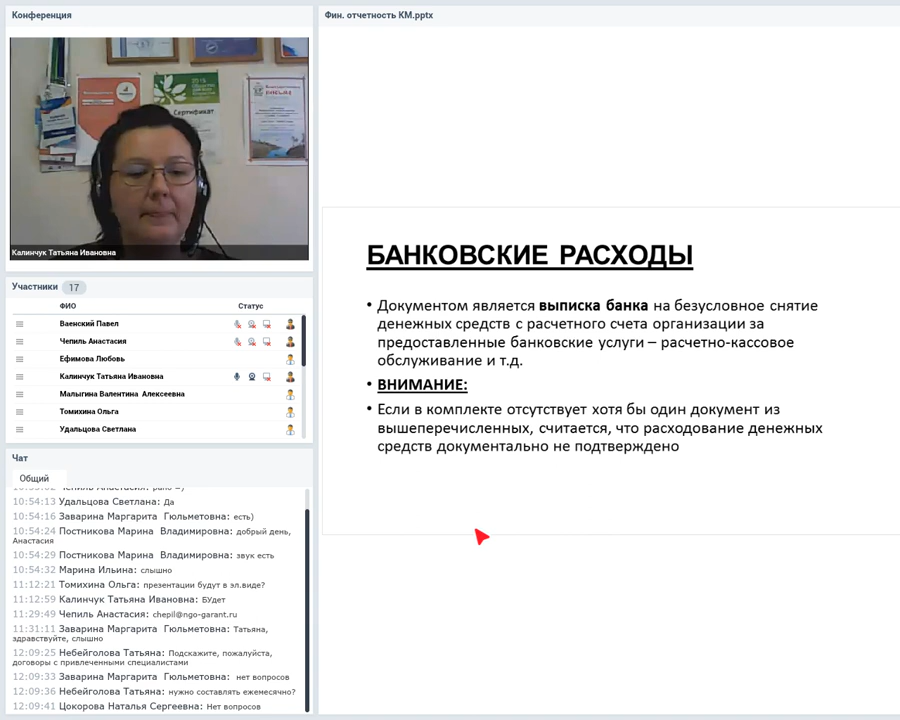 Конференция
Сертификат
Калинчук Татьяна Ивановна
Участники 17
ФИО Статус
Ваенский Павел
Чепиль Анастасия
Ефимова Любовь
Калинчук Татьяна Ивановна
Малыгина Валентина Алексеевна
Томихина Ольга
Удальцова Светлана
Чат
Общий
10:54:13 Удальцова Светлана: Да
10:54:16 Заварина Маргарита Гюльметовна: есть)
10:54:24 Постникова Марина Владимировна: добрый день,
Анастасия
10:54:29 Постникова Марина Владимировна: звук есть
10:54:32 Марина Ильина: слышно
11:12:21 Томихина Ольга: презентации будут в эл.виде?
11:12:59 Калинчук Татьяна Ивановна: БУдет
11:29:49 Чепиль Анастасия: chepil@ngo-garant.ru
11:31:11 Заварина Маргарита Гюльметовна: Татьяна,
здравствуйте, слышно
12:09:25 Небейголова Татьяна: Подскажите, пожалуйста,
договоры с привлеченными специалистами
12:09:33 Заварина Маргарита Гюльметовна: нет вопросов
12:09:36 Небейголова Татьяна: нужно составлять ежемесячно?
12:09:41 Цокорова Наталья Сергеевна: Нет вопросов
Фин. отчетность КМ.pptx
БАНКОВСКИЕ РАСХОДЫ
• Документом является выписка банка на безусловное снятие
денежных средств с расчетного счета организации за
предоставленные банковские услуги – расчетно-кассовое
обслуживание и т.д.
• ВНИМАНИЕ:
• Если в комплекте отсутствует хотя бы один документ из
вышеперечисленных, считается, что расходование денежных
средств документально не подтверждено